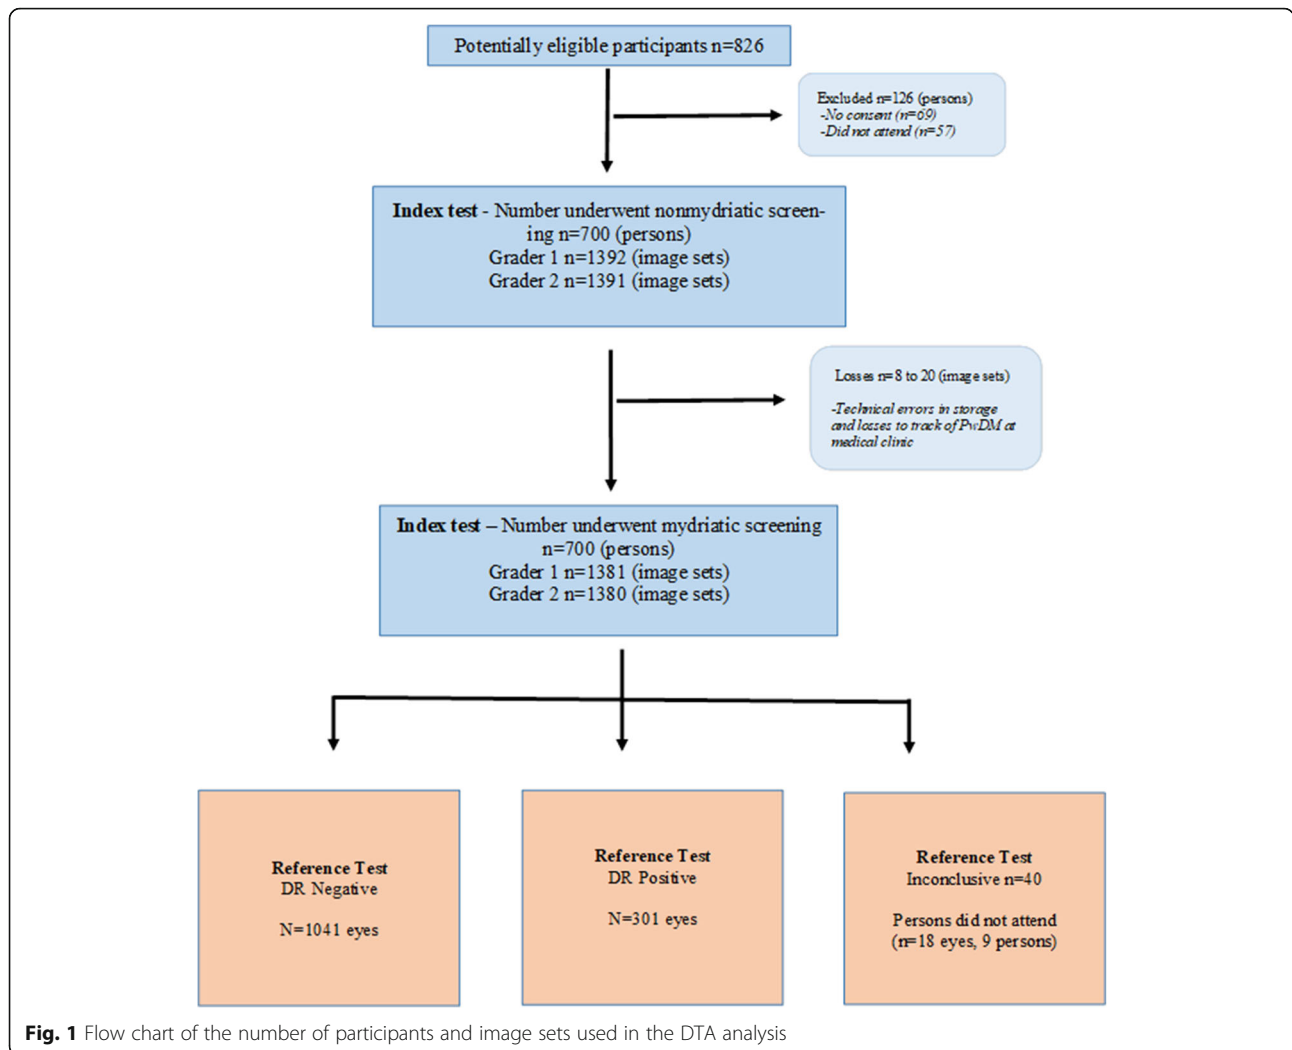 Potentially eligible participants n=826
Excluded n=126 (persons)
-No consent (n=69)
-Did not attend (n=57)
Index test - Number underwent nonmydriatic screen-
ing n=700 (persons)
Grader 1 n=1392 (image sets)
Grader 2 n=1391 (image sets)
Losses n=8 to 20 (image sets)
-Technical errors in storage
and losses to track of PwDM at
medical clinic
Index test – Number underwent mydriatic screening
n=700 (persons)
Grader 1 n=1381 (image sets)
Grader 2 n=1380 (image sets)
Reference Test
DR Negative
N=1041 eyes
Reference Test
DR Positive
N=301 eyes
Reference Test
Inconclusive n=40
Persons did not attend
(n=18 eyes, 9 persons)
Fig. 1 Flow chart of the number of participants and image sets used in the DTA analysis